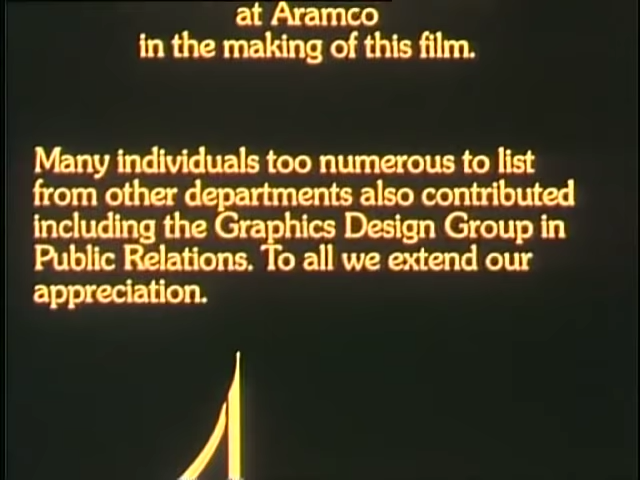 at Aramco
in the making of this film.
Many individuals too numerous to list
from other departments also contributed
including the Graphics Design Group in
Public Relations. To all we extend our
appreciation.